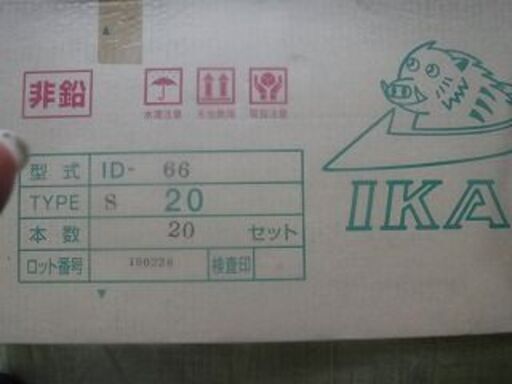 非鉛
水濡注意 天地無用 取扱注意
型式 ID- 66
TYPE S 20
本数 20 セット
ロット番号 検査印
IKA